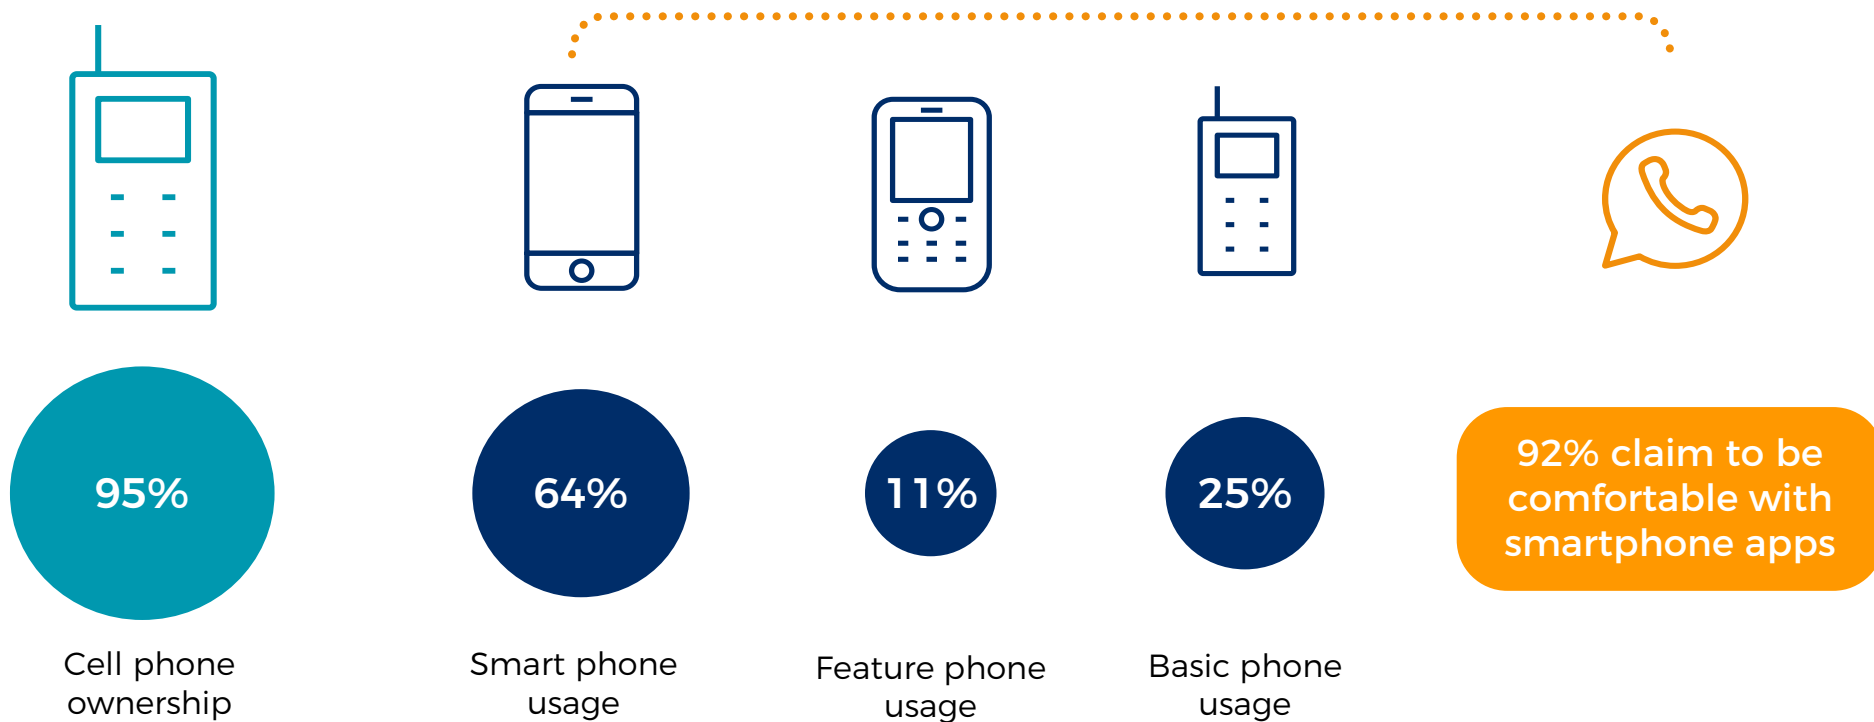 95%
64%
11%
25%
92% claim to be
comfortable with
smartphone apps
Cell phone
ownership
Smart phone
usage
Feature phone
usage
Basic phone
usage